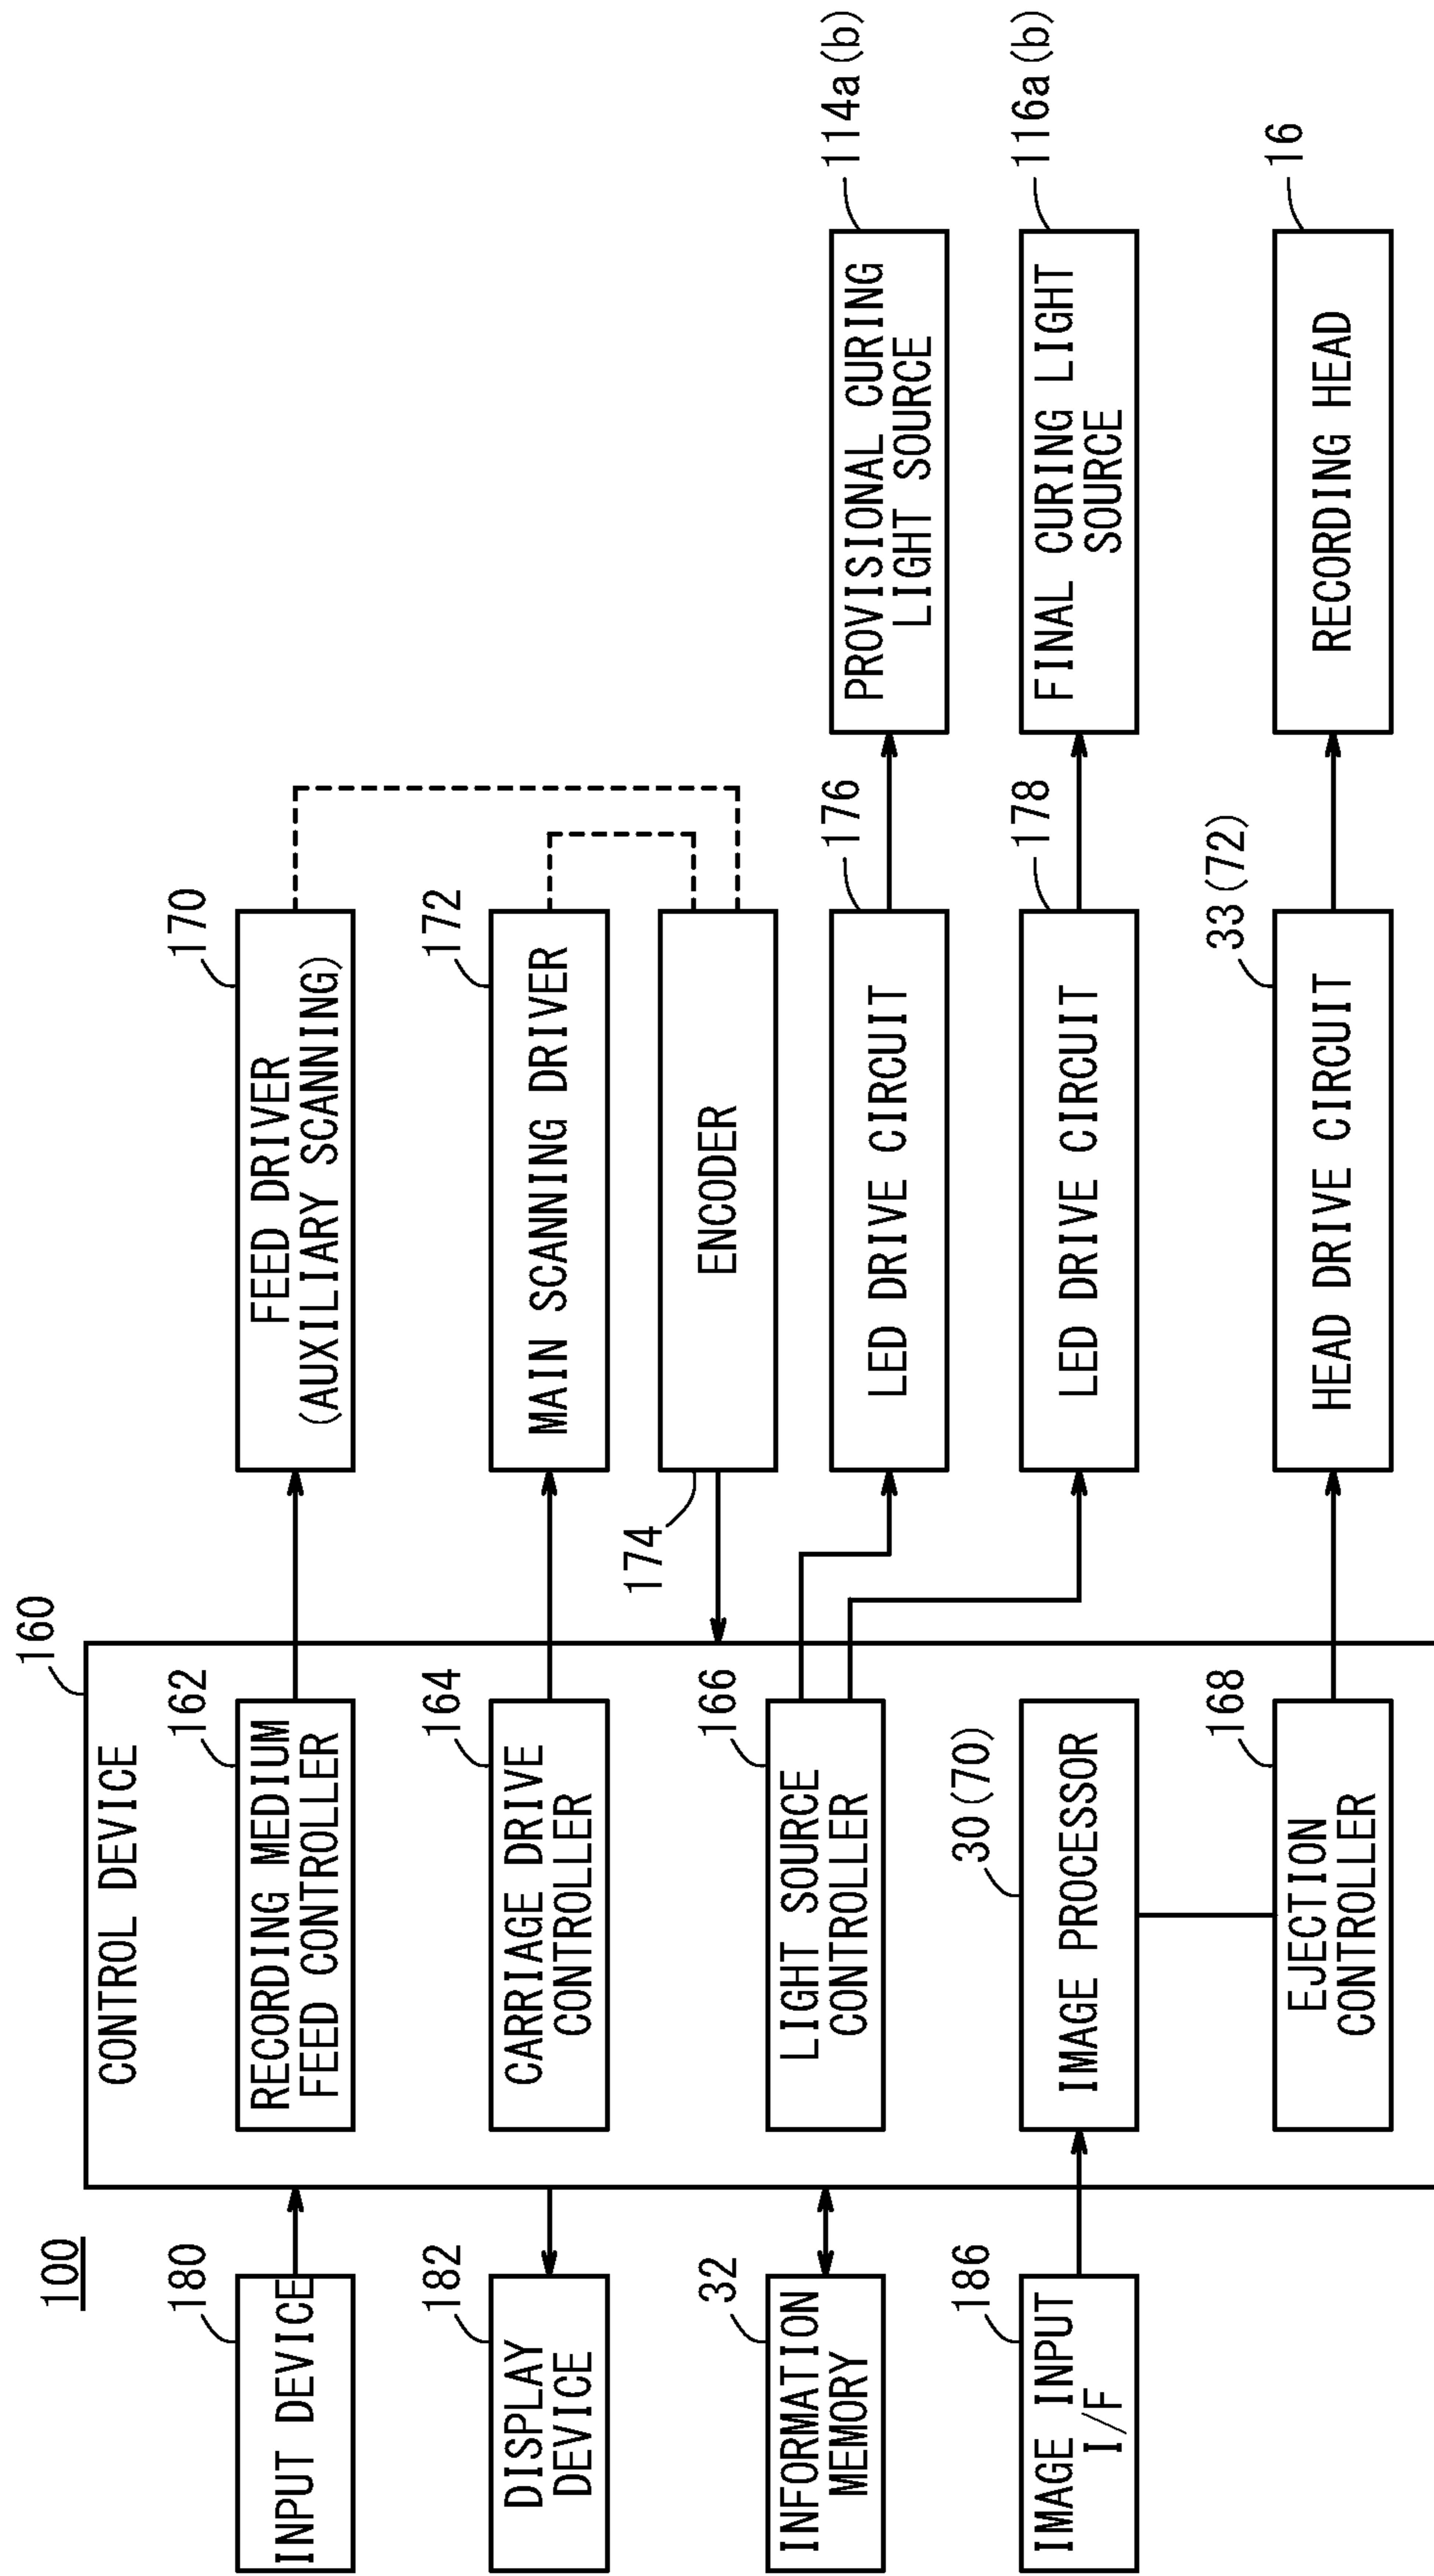 100
160
CONTROL DEVICE
180
INPUT DEVICE
162
RECORDING MEDIUM
FEED CONTROLLER
170
FEED DRIVER
(AUXILIARY SCANNING)
182
DISPLAY
DEVICE
164
CARRIAGE DRIVE
CONTROLLER
172
MAIN SCANNING DRIVER
174
ENCODER
32
INFORMATION
MEMORY
166
LIGHT SOURCE
CONTROLLER
176
LED DRIVE CIRCUIT
114a(b)
PROVISIONAL CURING
LIGHT SOURCE
186
IMAGE INPUT
I/F
30(70)
IMAGE PROCESSOR
178
LED DRIVE CIRCUIT
116a(b)
FINAL CURING LIGHT
SOURCE
168
EJECTION
CONTROLLER
33(72)
HEAD DRIVE CIRCUIT
16
RECORDING HEAD